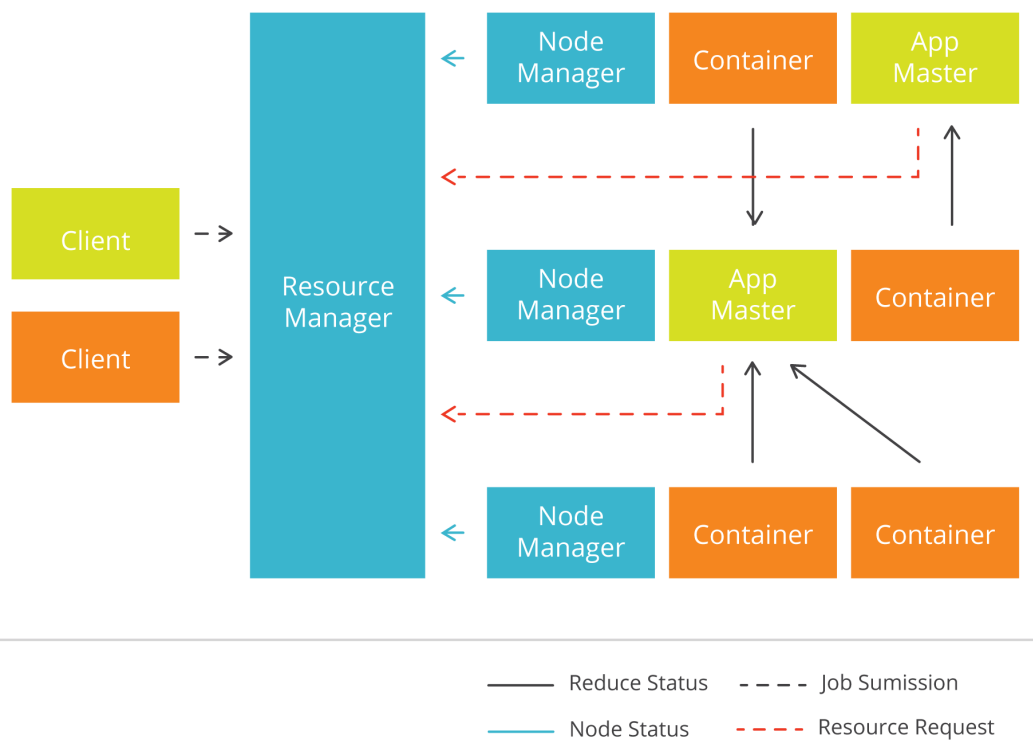 Node
Manager
Container
App
Master
Client
Client
Resource
Manager
Node
Manager
App
Master
Container
Node
Manager
Container
Container
Reduce Status
Job Sumission
Node Status
Resource Request